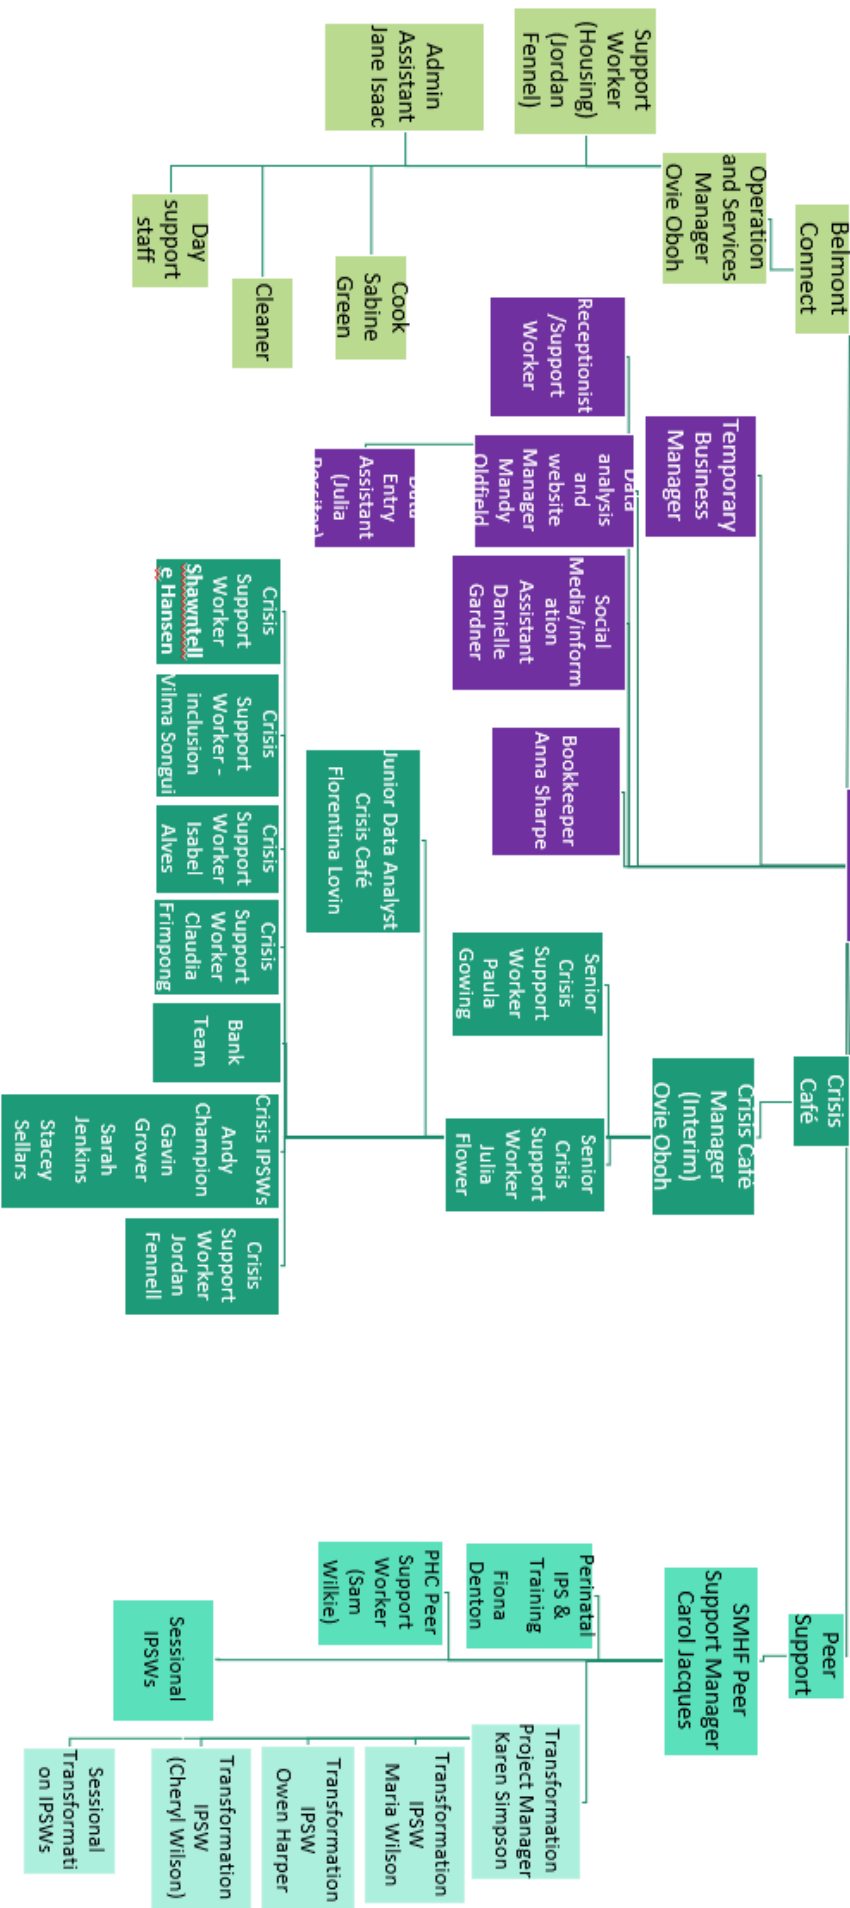 Belmont
Connect
Operation
and Services
Manager
Ovie Oboh
Support
Worker
(Housing)
(Jordan
Fennel)
Admin
Assistant
Jane Isaac
Cook
Sabine
Green
Cleaner
Day
support
staff
Temporary
Business
Manager
Receptionist
/Support
Worker
Data
analysis
and
website
Manager
Mandy
Oldfield
Data
Entry
Assistant
(Julia
Social
Media/inform
ation
Assistant
Danielle
Gardner
Bookkeeper
Anna Sharpe
Crisis
Café
Crisis Café
Manager
(Interim)
Ovie Oboh
Senior
Crisis
Support
Worker
Paula
Gowing
Senior
Crisis
Support
Worker
Julia
Flower
Junior Data Analyst
Crisis Café
Florentina Lovin
Crisis
Support
Worker
Shawntell
e Hansen
Crisis
Support
Worker -
inclusion
Vilma Songui
Crisis
Support
Worker
Isabel
Alves
Crisis
Support
Worker
Claudia
Frimpong
Bank
Team
Crisis IPSWs
Andy
Champion
Gavin
Grover
Sarah
Jenkins
Stacey
Sellars
Crisis
Support
Worker
Jordan
Fennell
Peer
Support
SMHF Peer
Support Manager
Carol Jacques
Perinatal
IPS &
Training
Fiona
Denton
PHC Peer
Support
Worker
(Sam
Wilkie)
Sessional
IPSWs
Transformation
Project Manager
Karen Simpson
Transformation
IPSW
Maria Wilson
Transformation
IPSW
Owen Harper
Transformation
IPSW
(Cheryl Wilson)
Sessional
Transformati
on IPSWs